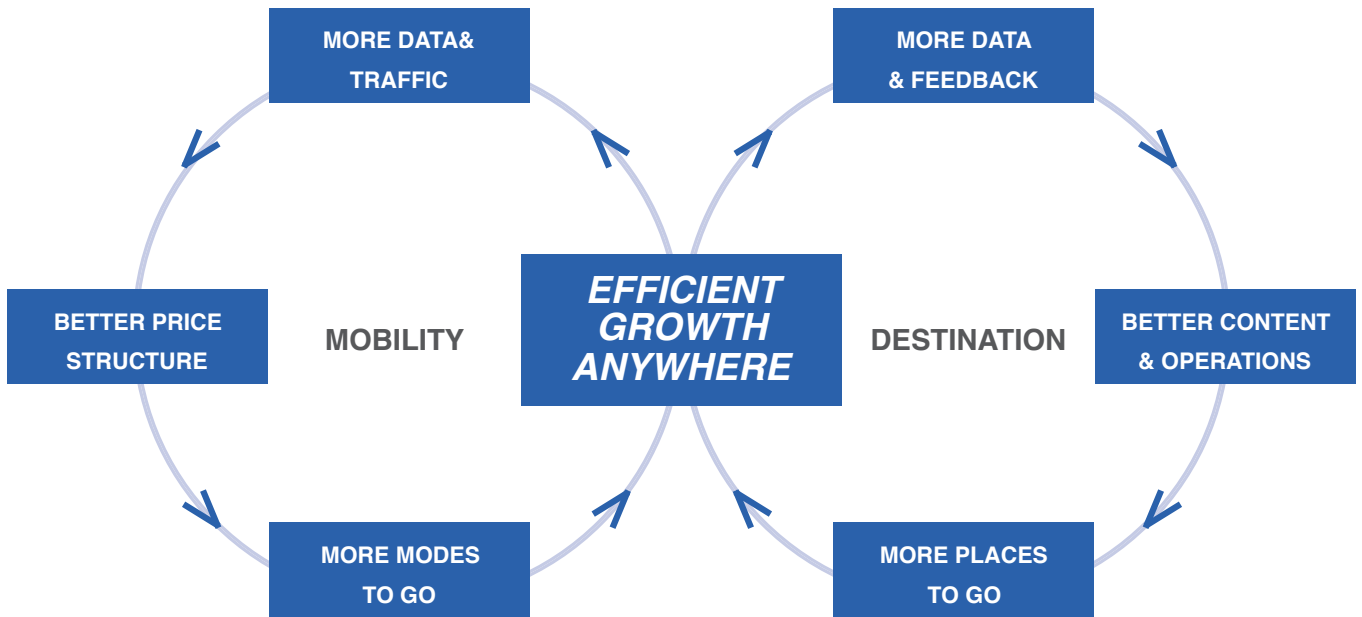 MORE DATA&
TRAFFIC
MORE DATA
& FEEDBACK
BETTER PRICE
STRUCTURE
MOBILITY
EFFICIENT
GROWTH
ANYWHERE
DESTINATION
BETTER CONTENT
& OPERATIONS
MORE MODES
TO GO
MORE PLACES
TO GO